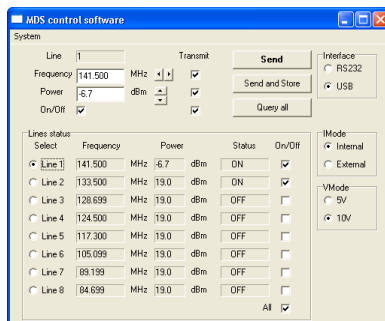 MDS control software
System
Line 1 Transmit
Frequency 141.500 MHz
Power -6.7 dBm
On/Off
Send
Send and Store
Query all
Interface
RS232
USB
Lines status
Select Frequency Power Status On/Off
Line 1 141.500 MHz -6.7 dBm ON
Line 2 133.500 MHz 19.0 dBm ON
Line 3 128.699 MHz 19.0 dBm OFF
Line 4 124.500 MHz 19.0 dBm OFF
Line 5 117.300 MHz 19.0 dBm OFF
Line 6 105.099 MHz 19.0 dBm OFF
Line 7 89.199 MHz 19.0 dBm OFF
Line 8 84.699 MHz 19.0 dBm OFF
All
IMode
Internal
External
VMode
5V
10V